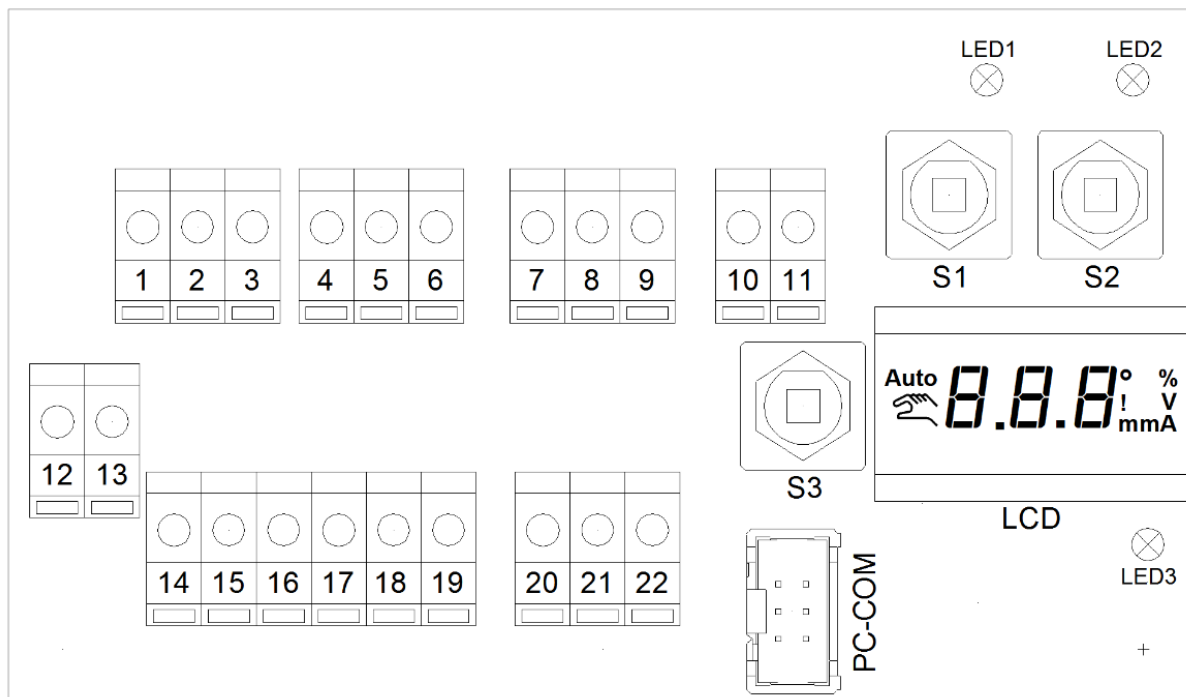 LED1 LED2
1 2 3 4 5 6 7 8 9 10 11
S1 S2
Auto 8.8.8 ° %
! V
mmA
12 13
S3
LCD
14 15 16 17 18 19 20 21 22
PC-COM
LED3